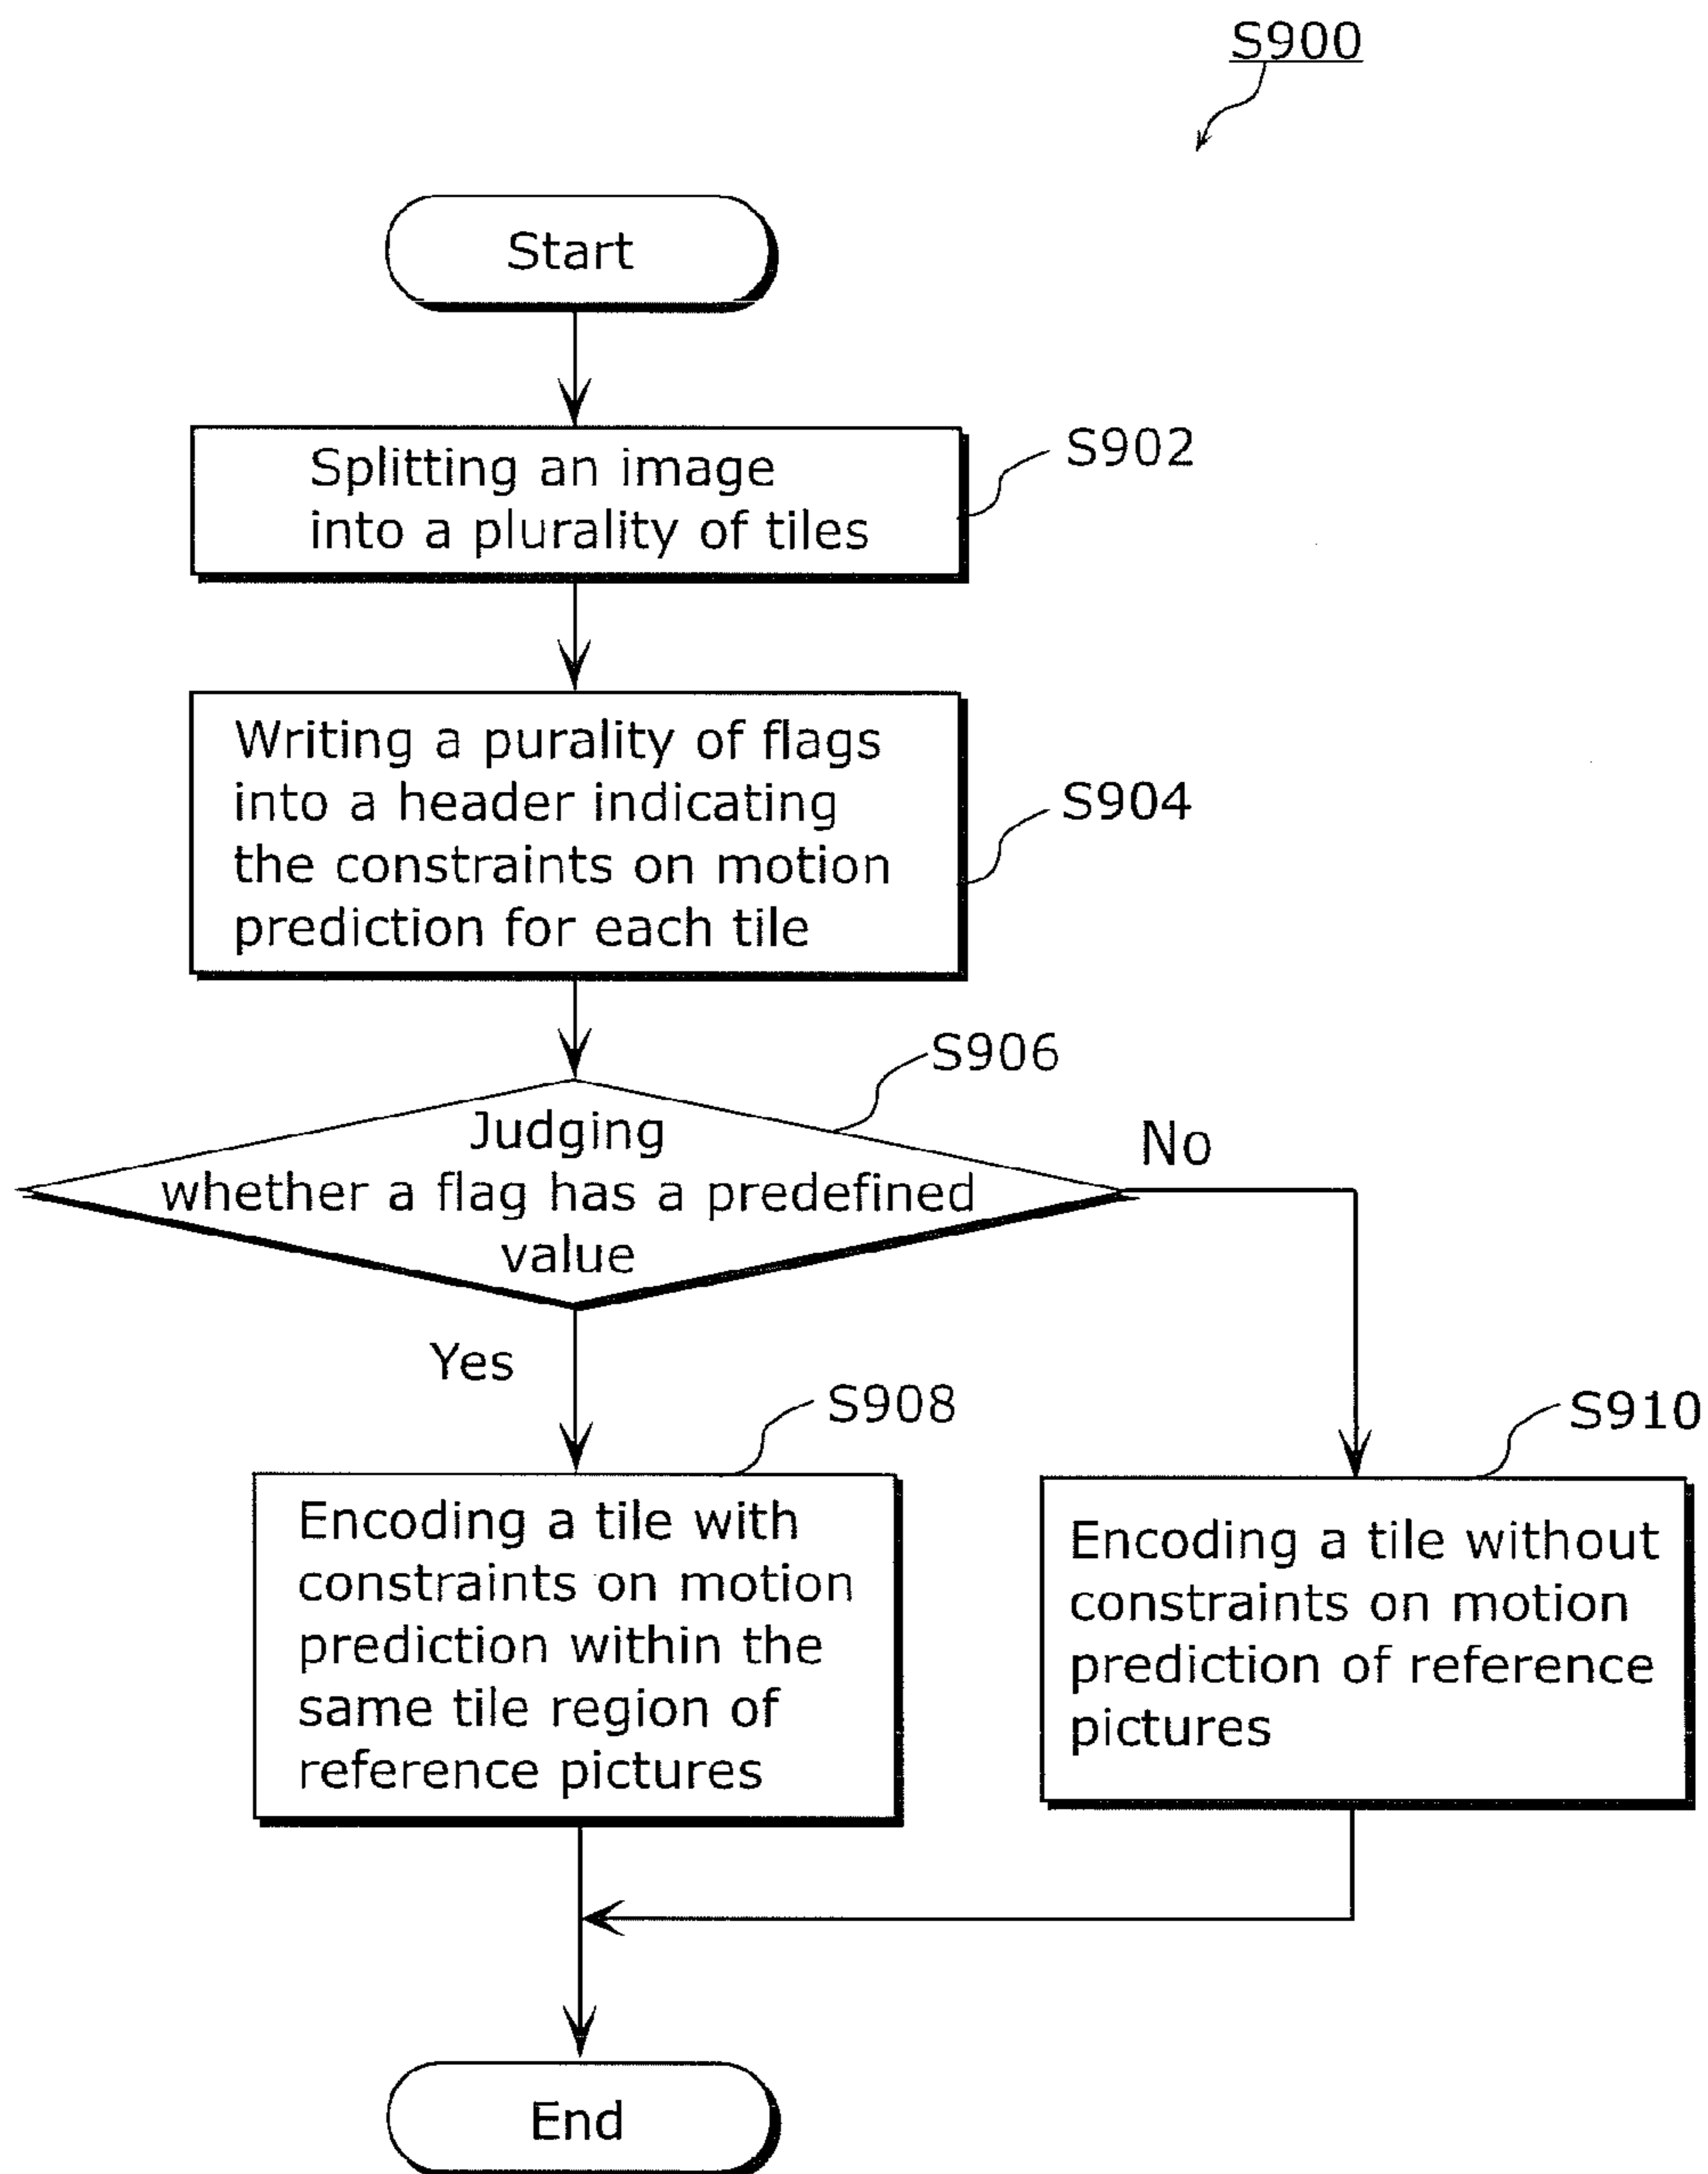 S900
Start
Splitting an image
into a plurality of tiles
S902
Writing a purality of flags
into a header indicating
the constraints on motion
prediction for each tile
S904
S906
Judging
whether a flag has a predefined
value
No
Yes
S908
Encoding a tile with
constraints on motion
prediction within the
same tile region of
reference pictures
S910
Encoding a tile without
constraints on motion
prediction of reference
pictures
End